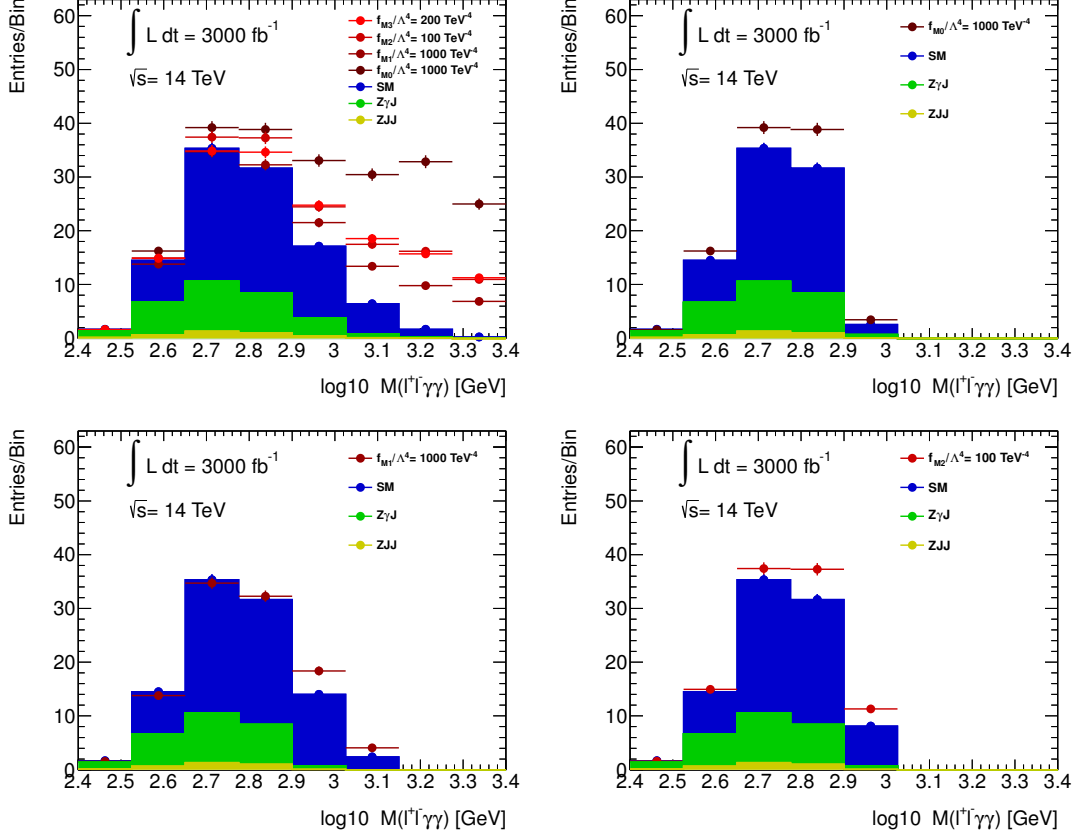 Entries/Bin
60
50
40
30
20
10
0
∫ L dt = 3000 fb⁻¹
√s= 14 TeV
f_M3/Λ⁴= 200 TeV⁻⁴
f_M2/Λ⁴= 100 TeV⁻⁴
f_M1/Λ⁴= 1000 TeV⁻⁴
f_M0/Λ⁴= 1000 TeV⁻⁴
SM
ZγJ
ZJJ
2.4 2.5 2.6 2.7 2.8 2.9 3 3.1 3.2 3.3 3.4
log10 M(l⁺l⁻γγ) [GeV]
Entries/Bin
60
50
40
30
20
10
0
∫ L dt = 3000 fb⁻¹
√s= 14 TeV
f_M0/Λ⁴= 1000 TeV⁻⁴
SM
ZγJ
ZJJ
2.4 2.5 2.6 2.7 2.8 2.9 3 3.1 3.2 3.3 3.4
log10 M(l⁺l⁻γγ) [GeV]
Entries/Bin
60
50
40
30
20
10
0
∫ L dt = 3000 fb⁻¹
√s= 14 TeV
f_M1/Λ⁴= 1000 TeV⁻⁴
SM
ZγJ
ZJJ
2.4 2.5 2.6 2.7 2.8 2.9 3 3.1 3.2 3.3 3.4
log10 M(l⁺l⁻γγ) [GeV]
Entries/Bin
60
50
40
30
20
10
0
∫ L dt = 3000 fb⁻¹
√s= 14 TeV
f_M2/Λ⁴= 100 TeV⁻⁴
SM
ZγJ
ZJJ
2.4 2.5 2.6 2.7 2.8 2.9 3 3.1 3.2 3.3 3.4
log10 M(l⁺l⁻γγ) [GeV]